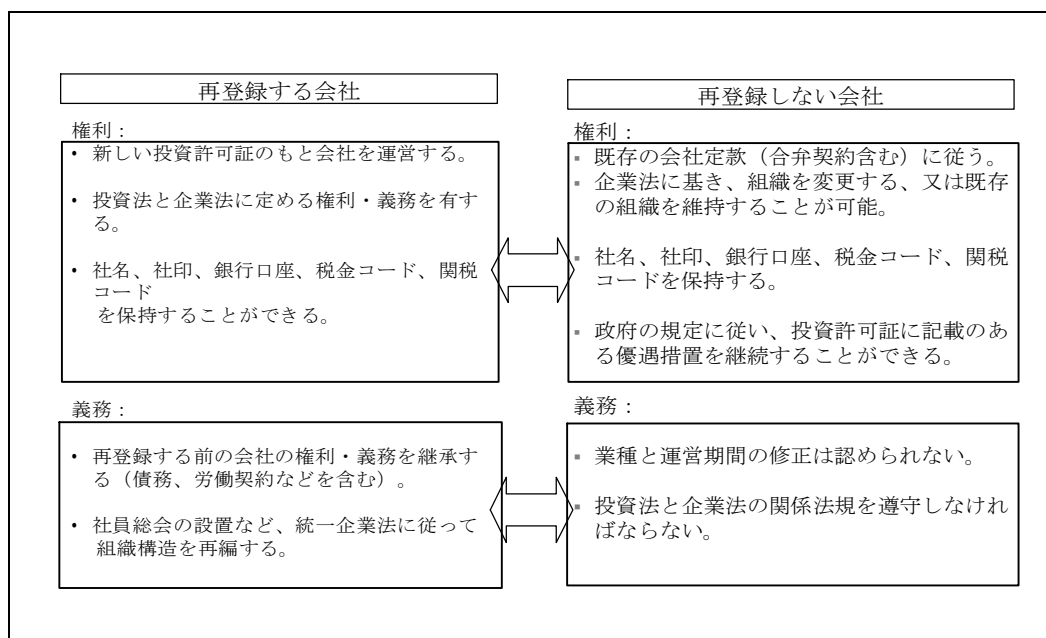 再登録する会社
権利:
• 新しい投資許可証のもと会社を運営する。
• 投資法と企業法に定める権利・義務を有す
る。
• 社名、社印、銀行口座、税金コード、関税
コード
を保持することができる。
義務:
• 再登録する前の会社の権利・義務を継承す
る(債務、労働契約などを含む)。
• 社員総会の設置など、統一企業法に従って
組織構造を再編する。
再登録しない会社
権利:
▪ 既存の会社定款(合弁契約含む)に従う。
▪ 企業法に基き、組織を変更する、又は既存
の組織を維持することが可能。
▪ 社名、社印、銀行口座、税金コード、関税
コードを保持する。
▪ 政府の規定に従い、投資許可証に記載のあ
る優遇措置を継続することができる。
義務:
▪ 業種と運営期間の修正は認められない。
▪ 投資法と企業法の関係法規を遵守しなけれ
ばならない。